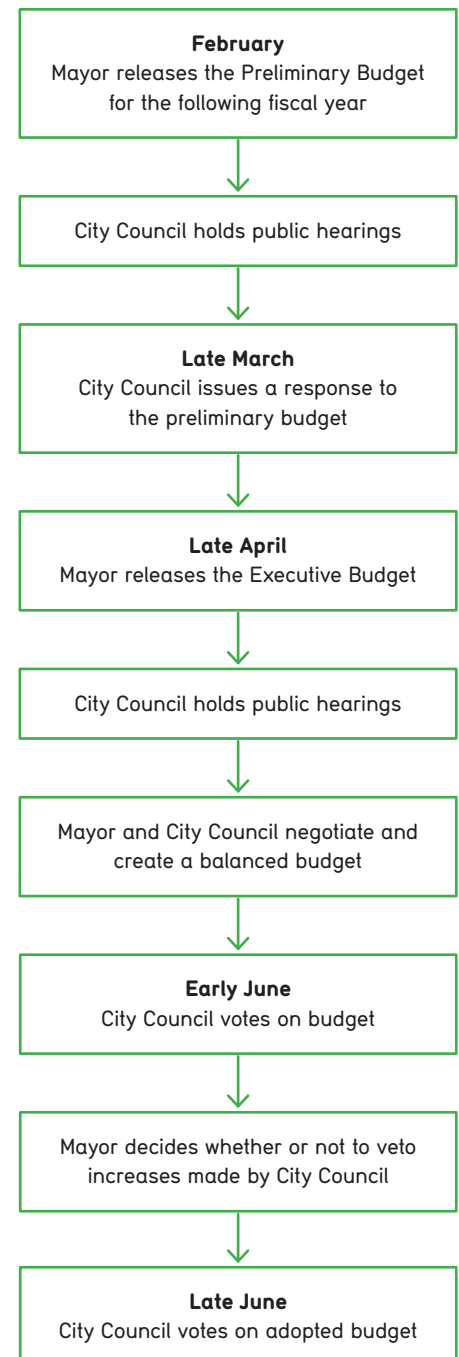 February
Mayor releases the Preliminary Budget
for the following fiscal year
City Council holds public hearings
Late March
City Council issues a response to
the preliminary budget
Late April
Mayor releases the Executive Budget
City Council holds public hearings
Mayor and City Council negotiate and
create a balanced budget
Early June
City Council votes on budget
Mayor decides whether or not to veto
increases made by City Council
Late June
City Council votes on adopted budget